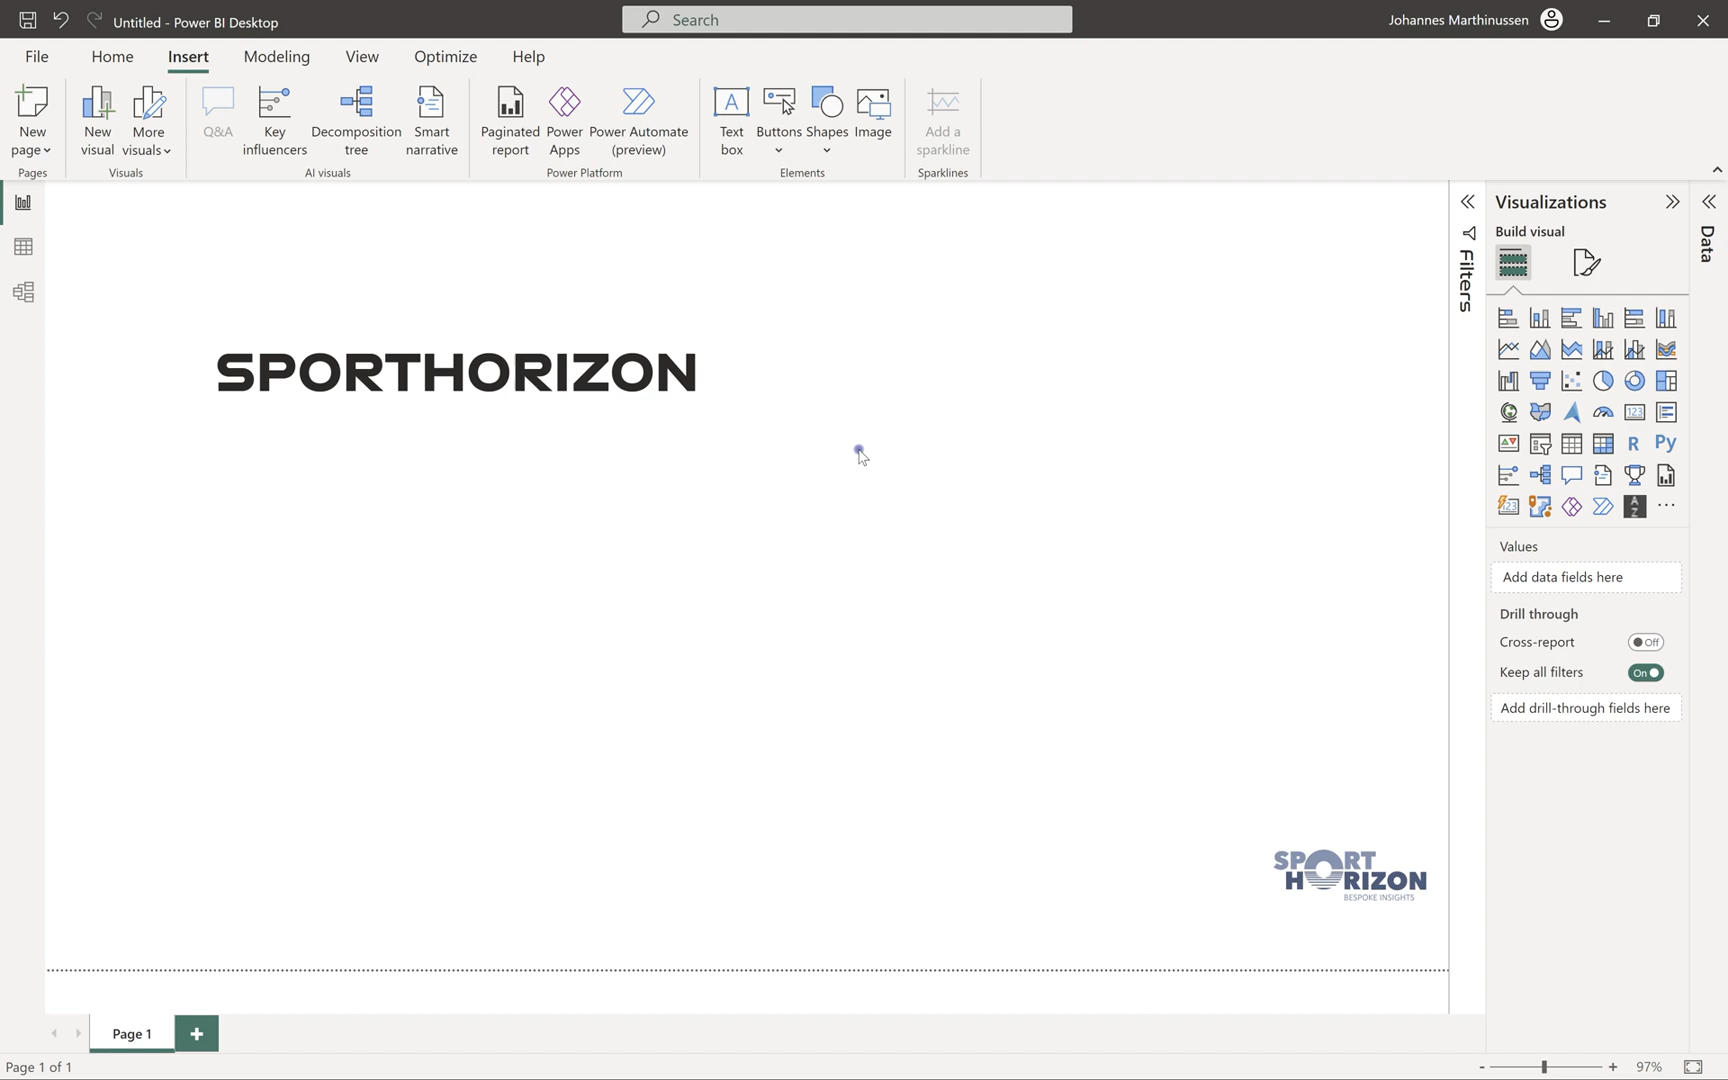 Untitled - Power BI Desktop
Search
Johannes Marthinussen
File Home Insert Modeling View Optimize Help
New page
Pages
New visual
More visuals
Visuals
Q&A
Key influencers
Decomposition tree
Smart narrative
AI visuals
Paginated report
Power Apps
Power Automate (preview)
Power Platform
A
Text box
Buttons
Shapes
Image
Elements
Add a sparkline
Sparklines
SPORTHORIZON
SPORT
HORIZON
BESPOKE INSIGHTS
Filters
Visualizations
Build visual
123
R
Py
123
A
Z
...
Values
Add data fields here
Drill through
Cross-report
Off
Keep all filters
On
Add drill-through fields here
Data
Page 1
+
Page 1 of 1
- + 97%